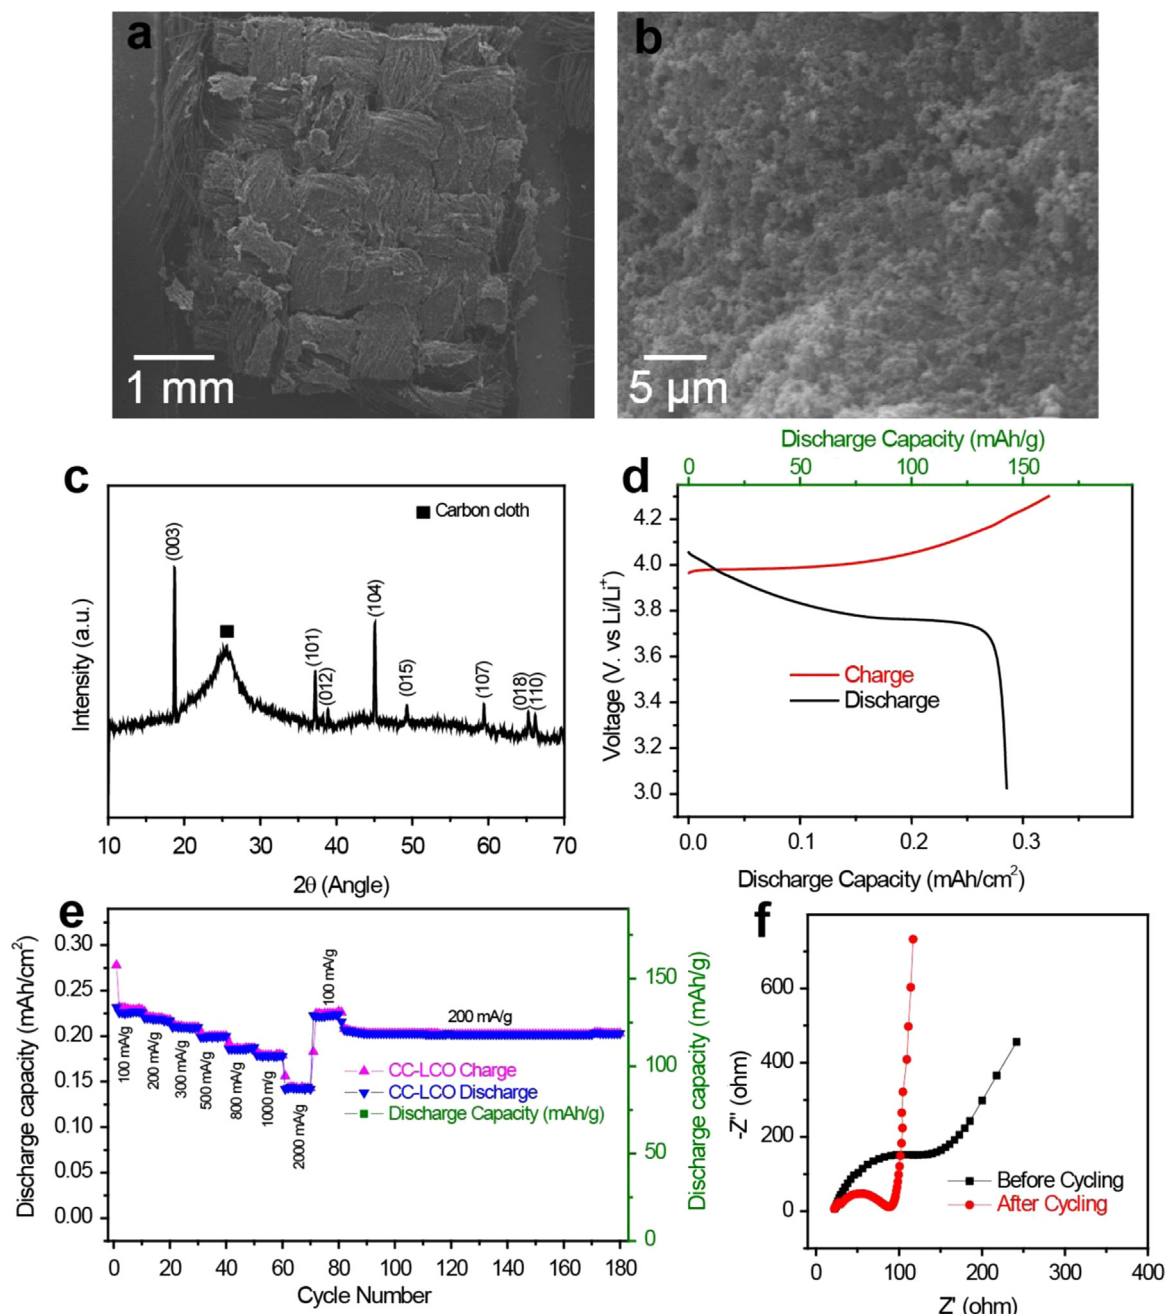 a
1 mm
b
5 µm
c
Intensity (a.u.)
■ Carbon cloth
(003)
(101)
(012)
(104)
(015)
(107)
(018)
(110)
10 20 30 40 50 60 70
2θ (Angle)
d
Discharge Capacity (mAh/g)
0 50 100 150
Voltage (V. vs Li/Li⁺)
4.2
4.0
3.8
3.6
3.4
3.2
3.0
Charge
Discharge
0.0 0.1 0.2 0.3
Discharge Capacity (mAh/cm²)
e
Discharge capacity (mAh/cm²)
0.30
0.25
0.20
0.15
0.10
0.05
0.00
100 mA/g
200 mA/g
300 mA/g
500 mA/g
800 mA/g
1000 mA/g
2000 mA/g
100 mA/g
200 mA/g
CC-LCO Charge
CC-LCO Discharge
Discharge Capacity (mAh/g)
150
100
50
0
Discharge capacity (mAh/g)
0 20 40 60 80 100 120 140 160 180
Cycle Number
f
-Z'' (ohm)
600
400
200
0
Before Cycling
After Cycling
0 100 200 300 400
Z' (ohm)